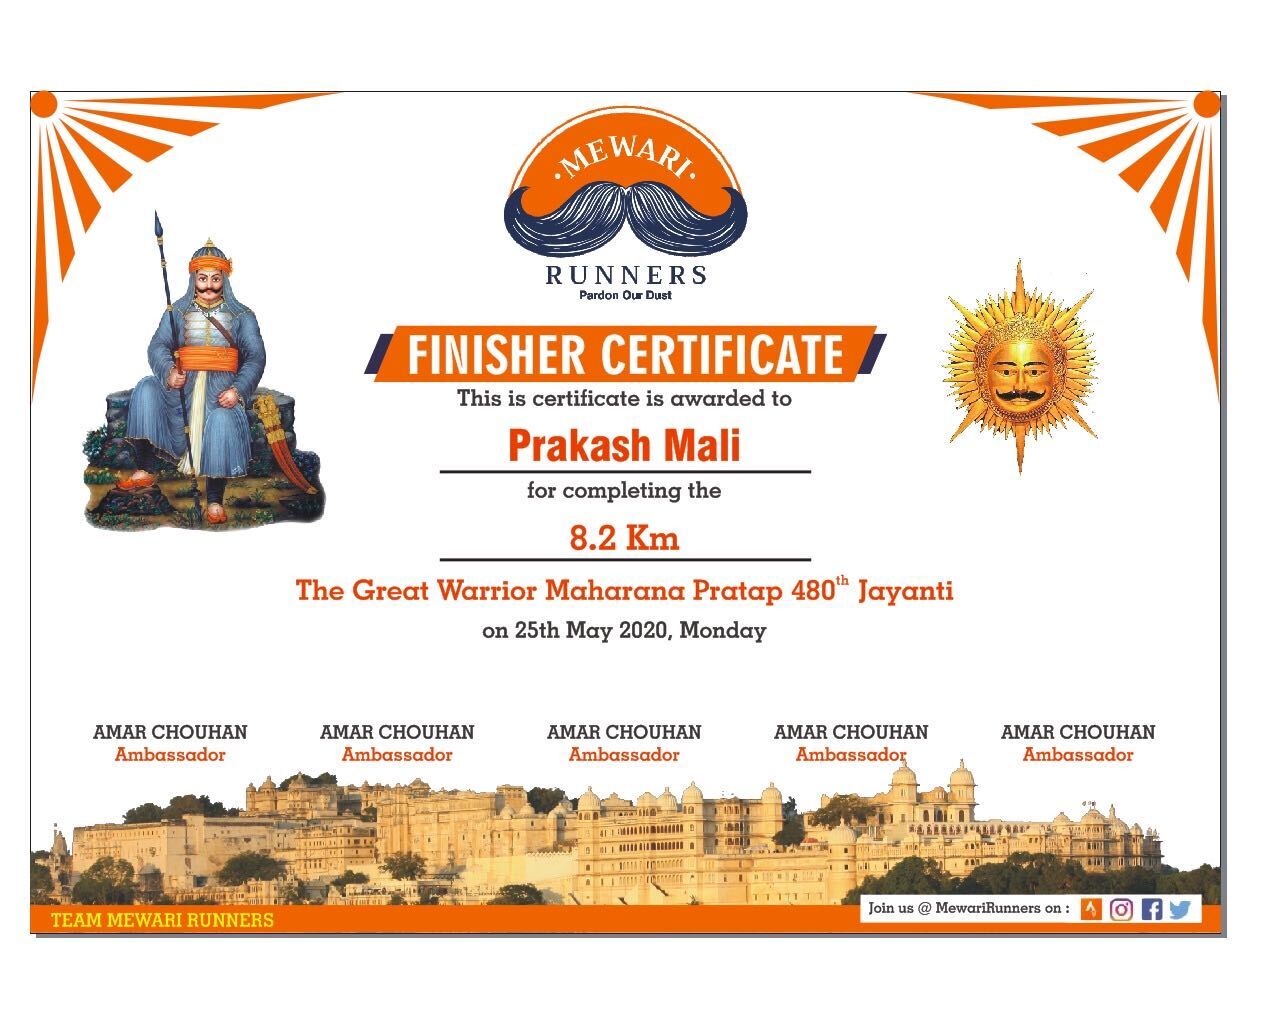 · MEWARI ·
RUNNERS
Pardon Our Dust
FINISHER CERTIFICATE
This is certificate is awarded to
Prakash Mali
for completing the
8.2 Km
The Great Warrior Maharana Pratap 480th Jayanti
on 25th May 2020, Monday
AMAR CHOUHAN AMAR CHOUHAN AMAR CHOUHAN AMAR CHOUHAN AMAR CHOUHAN
Ambassador Ambassador Ambassador Ambassador Ambassador
Join us @ MewariRunners on :
TEAM MEWARI RUNNERS